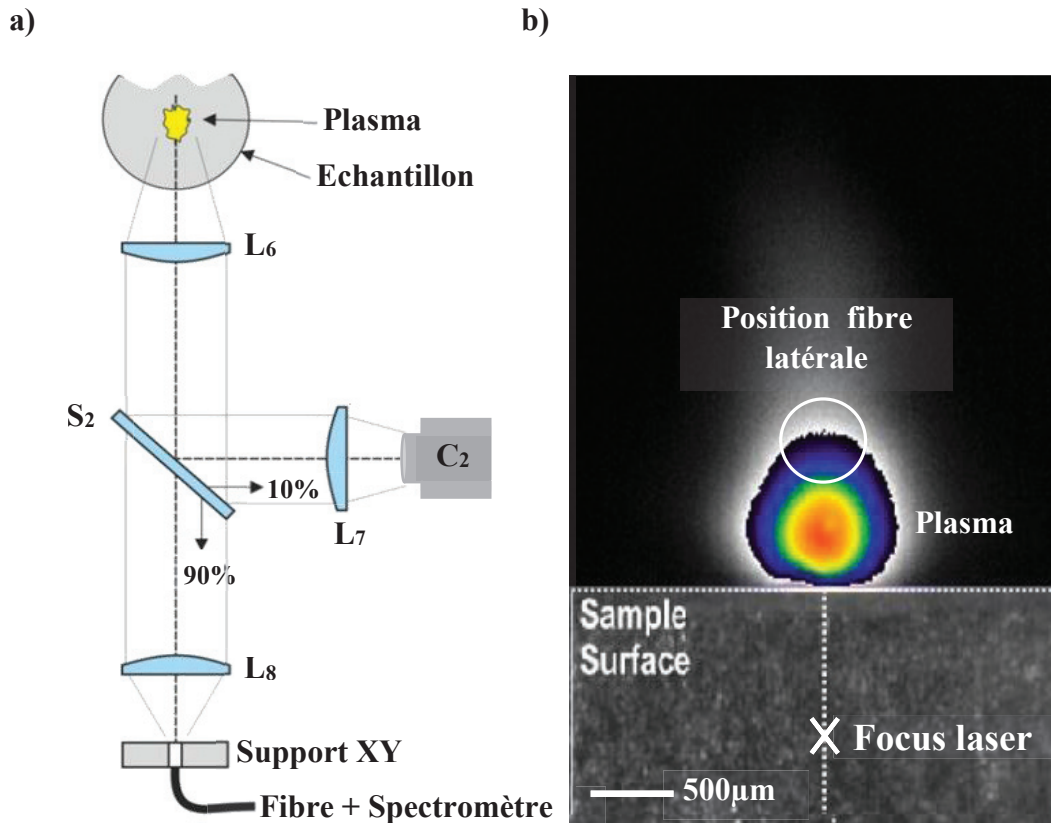 a)
b)
Plasma
Echantillon
L6
S2
C2
10%
L7
90%
L8
Support XY
Fibre + Spectromètre
Position fibre
latérale
Plasma
Sample
Surface
Focus laser
500µm